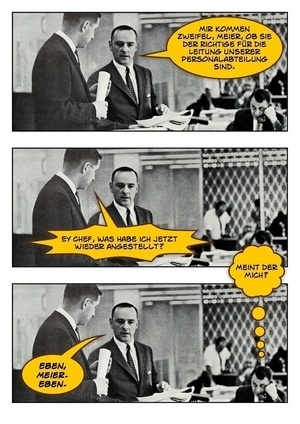 MIR KOMMEN
ZWEIFEL, MEIER, OB SIE
DER RICHTIGE FÜR DIE
LEITUNG UNSERER
PERSONALABTEILUNG
SIND.
EY CHEF, WAS HABE ICH JETZT
WIEDER ANGESTELLT?
MEINT DER
MICH?
EBEN,
MEIER.
EBEN.